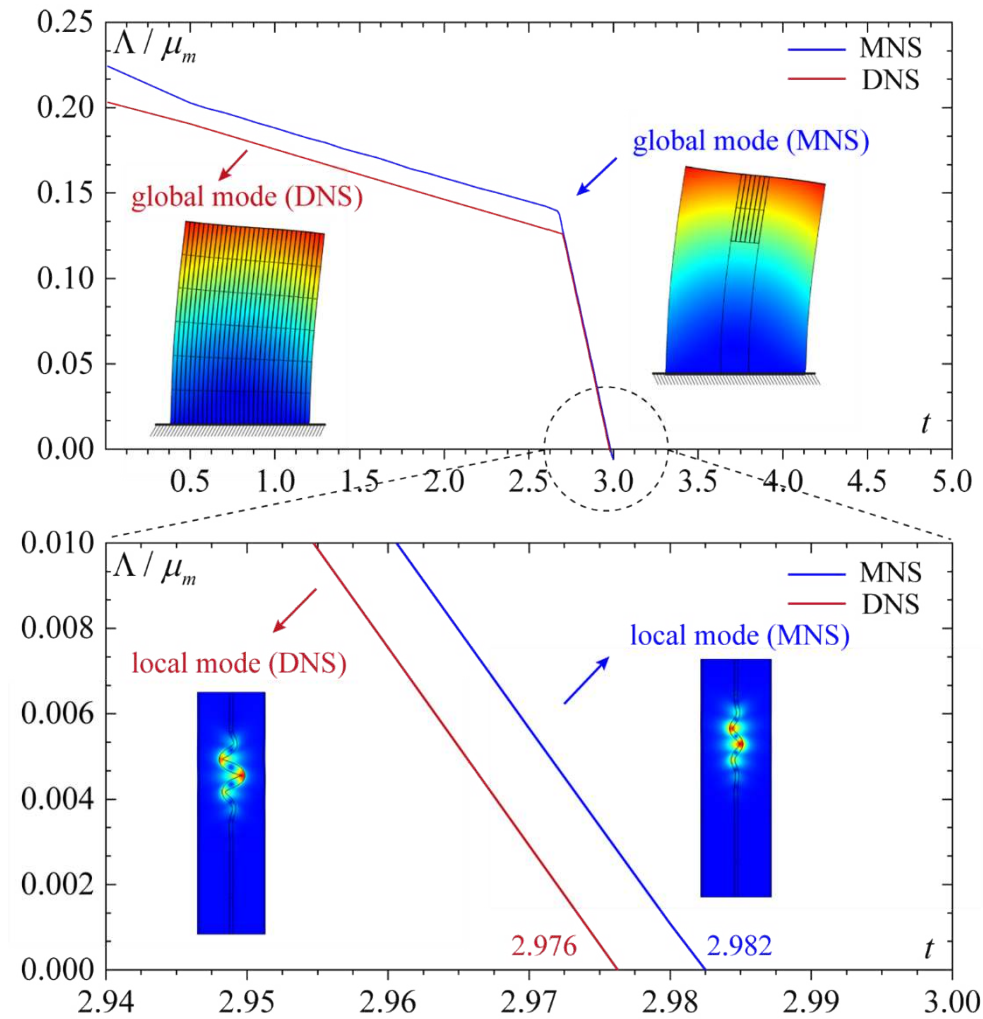 0.25
Λ / μm
MNS
DNS
0.20
global mode (MNS)
0.15
global mode (DNS)
0.10
0.05
t
0.00
0.5 1.0 1.5 2.0 2.5 3.0 3.5 4.0 4.5 5.0
0.010
Λ / μm
MNS
DNS
0.008
local mode (MNS)
local mode (DNS)
0.006
0.004
0.002
2.976 2.982 t
0.000
2.94 2.95 2.96 2.97 2.98 2.99 3.00